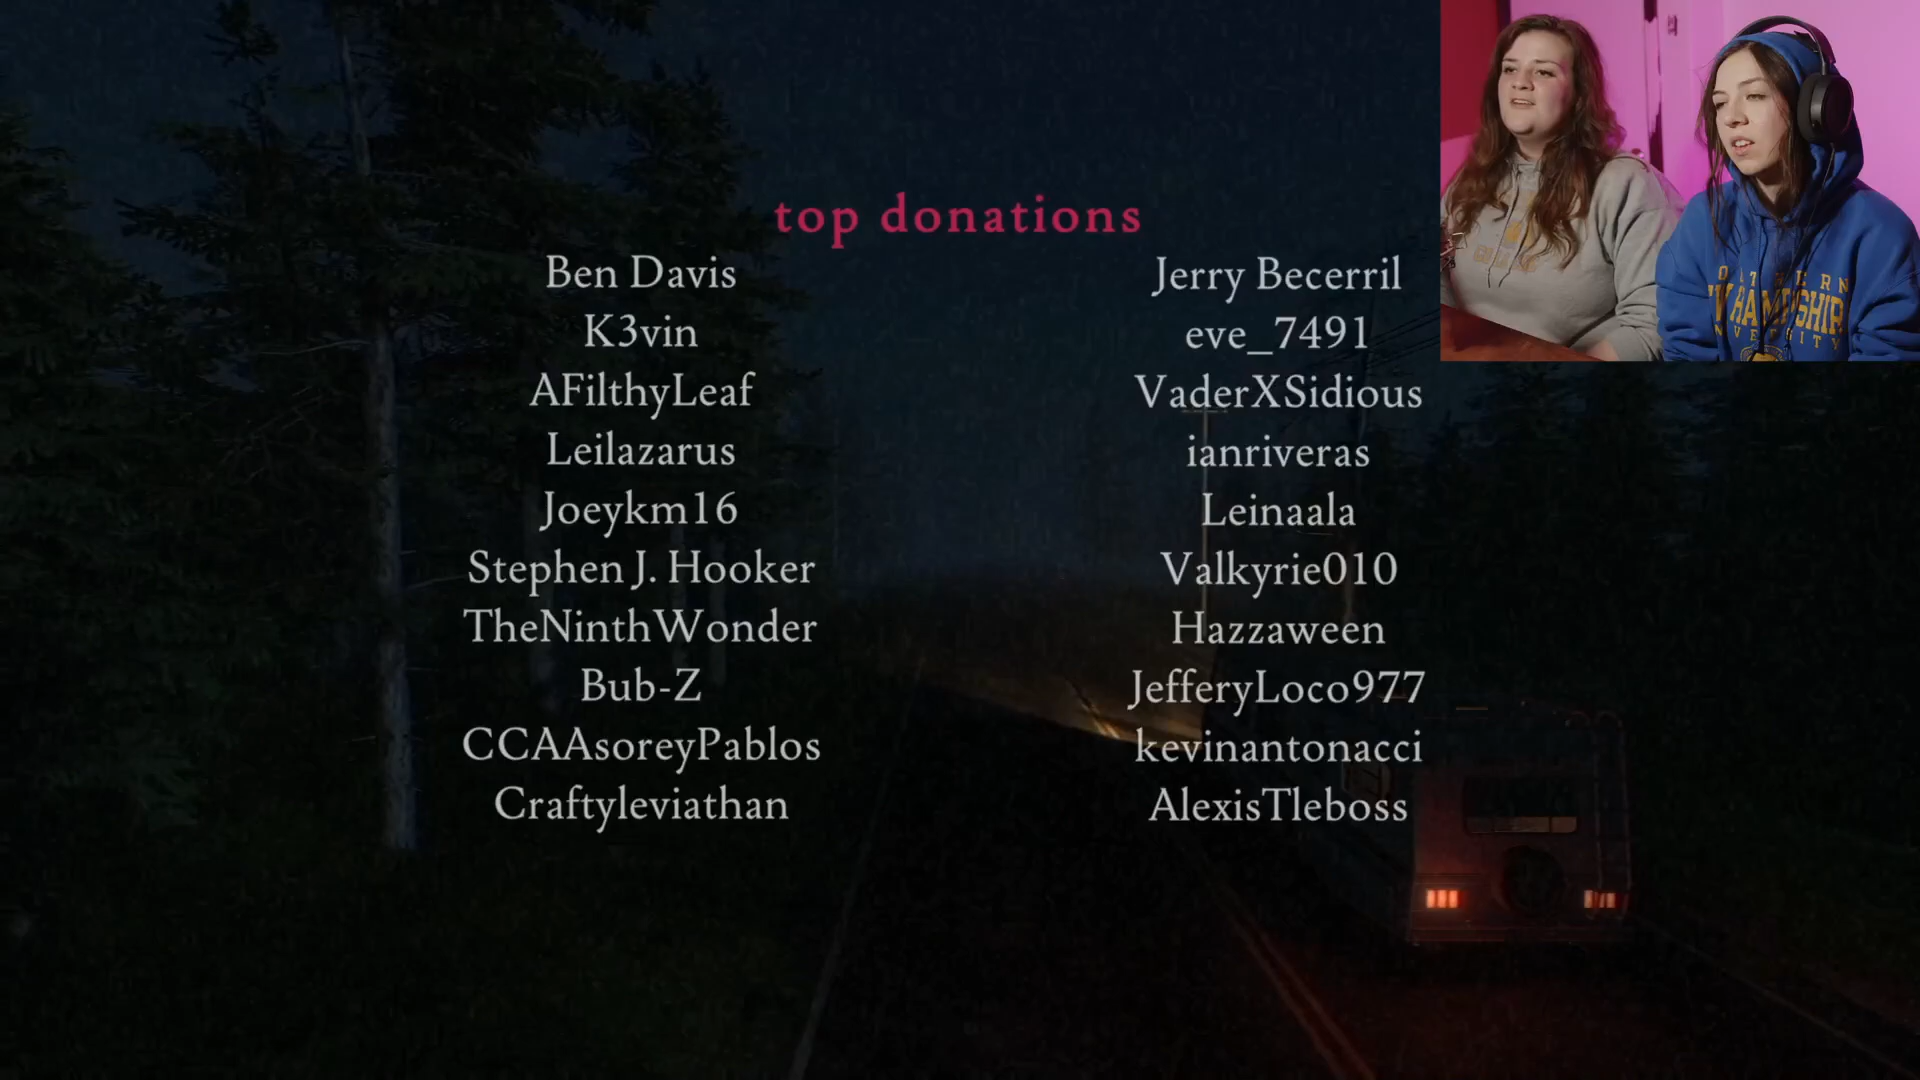 top donations
Ben Davis
K3vin
AFilthyLeaf
Leilazarus
Joeykm16
Stephen J. Hooker
TheNinthWonder
Bub-Z
CCAAsoreyPablos
Craftyleviathan
Jerry Becerril
eve_7491
VaderXSidious
ianriveras
Leinaala
Valkyrie010
Hazzaween
JefferyLoco977
kevinantonacci
AlexisTleboss